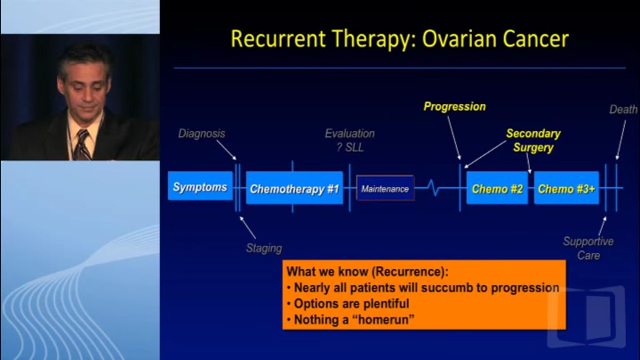 Recurrent Therapy: Ovarian Cancer
Progression
Death
Diagnosis
Evaluation
? SLL
Secondary
Surgery
Symptoms
Chemotherapy #1
Maintenance
Chemo #2
Chemo #3+
Staging
Supportive
Care
What we know (Recurrence):
• Nearly all patients will succumb to progression
• Options are plentiful
• Nothing a “homerun”